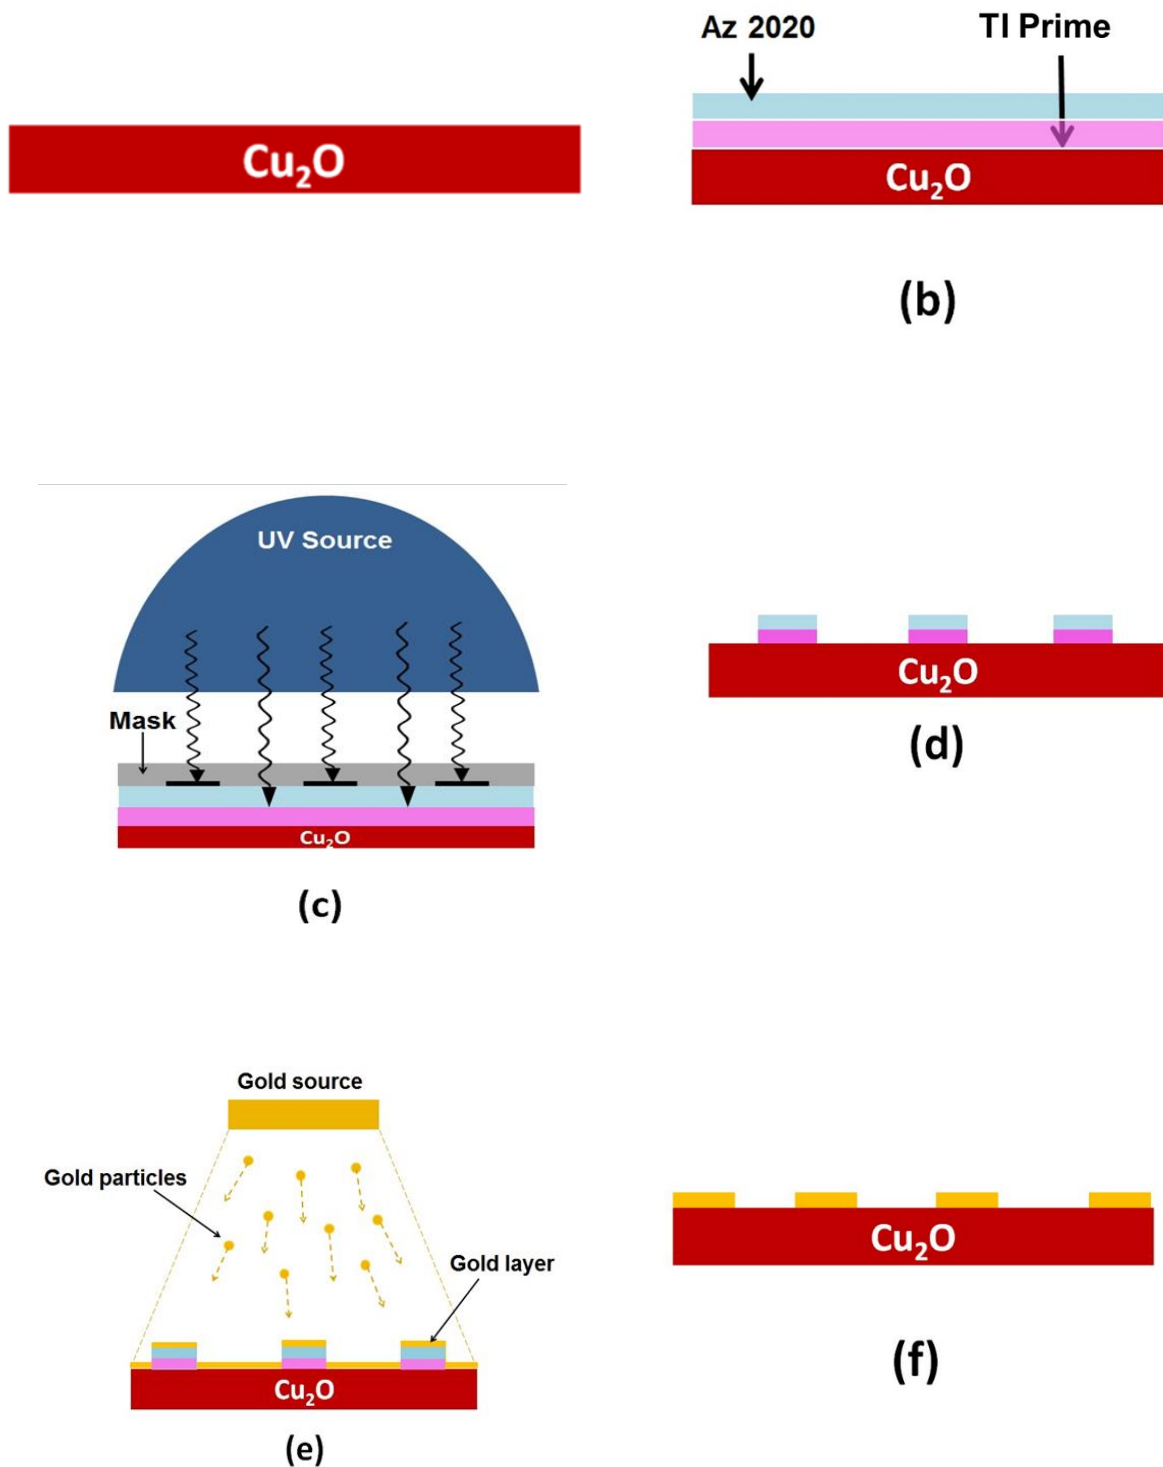 Cu₂O
Az 2020
TI Prime
Cu₂O
(b)
UV Source
Mask
Cu₂O
(c)
Cu₂O
(d)
Gold source
Gold particles
Gold layer
Cu₂O
(e)
Cu₂O
(f)